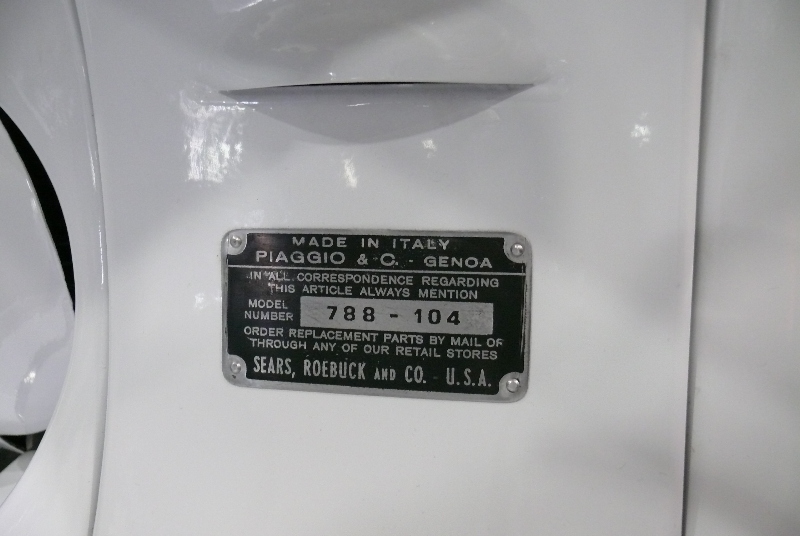 MADE IN ITALY
PIAGGIO & C. - GENOA
IN ALL CORRESPONDENCE REGARDING
THIS ARTICLE ALWAYS MENTION
MODEL NUMBER 788 - 104
ORDER REPLACEMENT PARTS BY MAIL OR
THROUGH ANY OF OUR RETAIL STORES
SEARS, ROEBUCK AND CO. U.S.A.